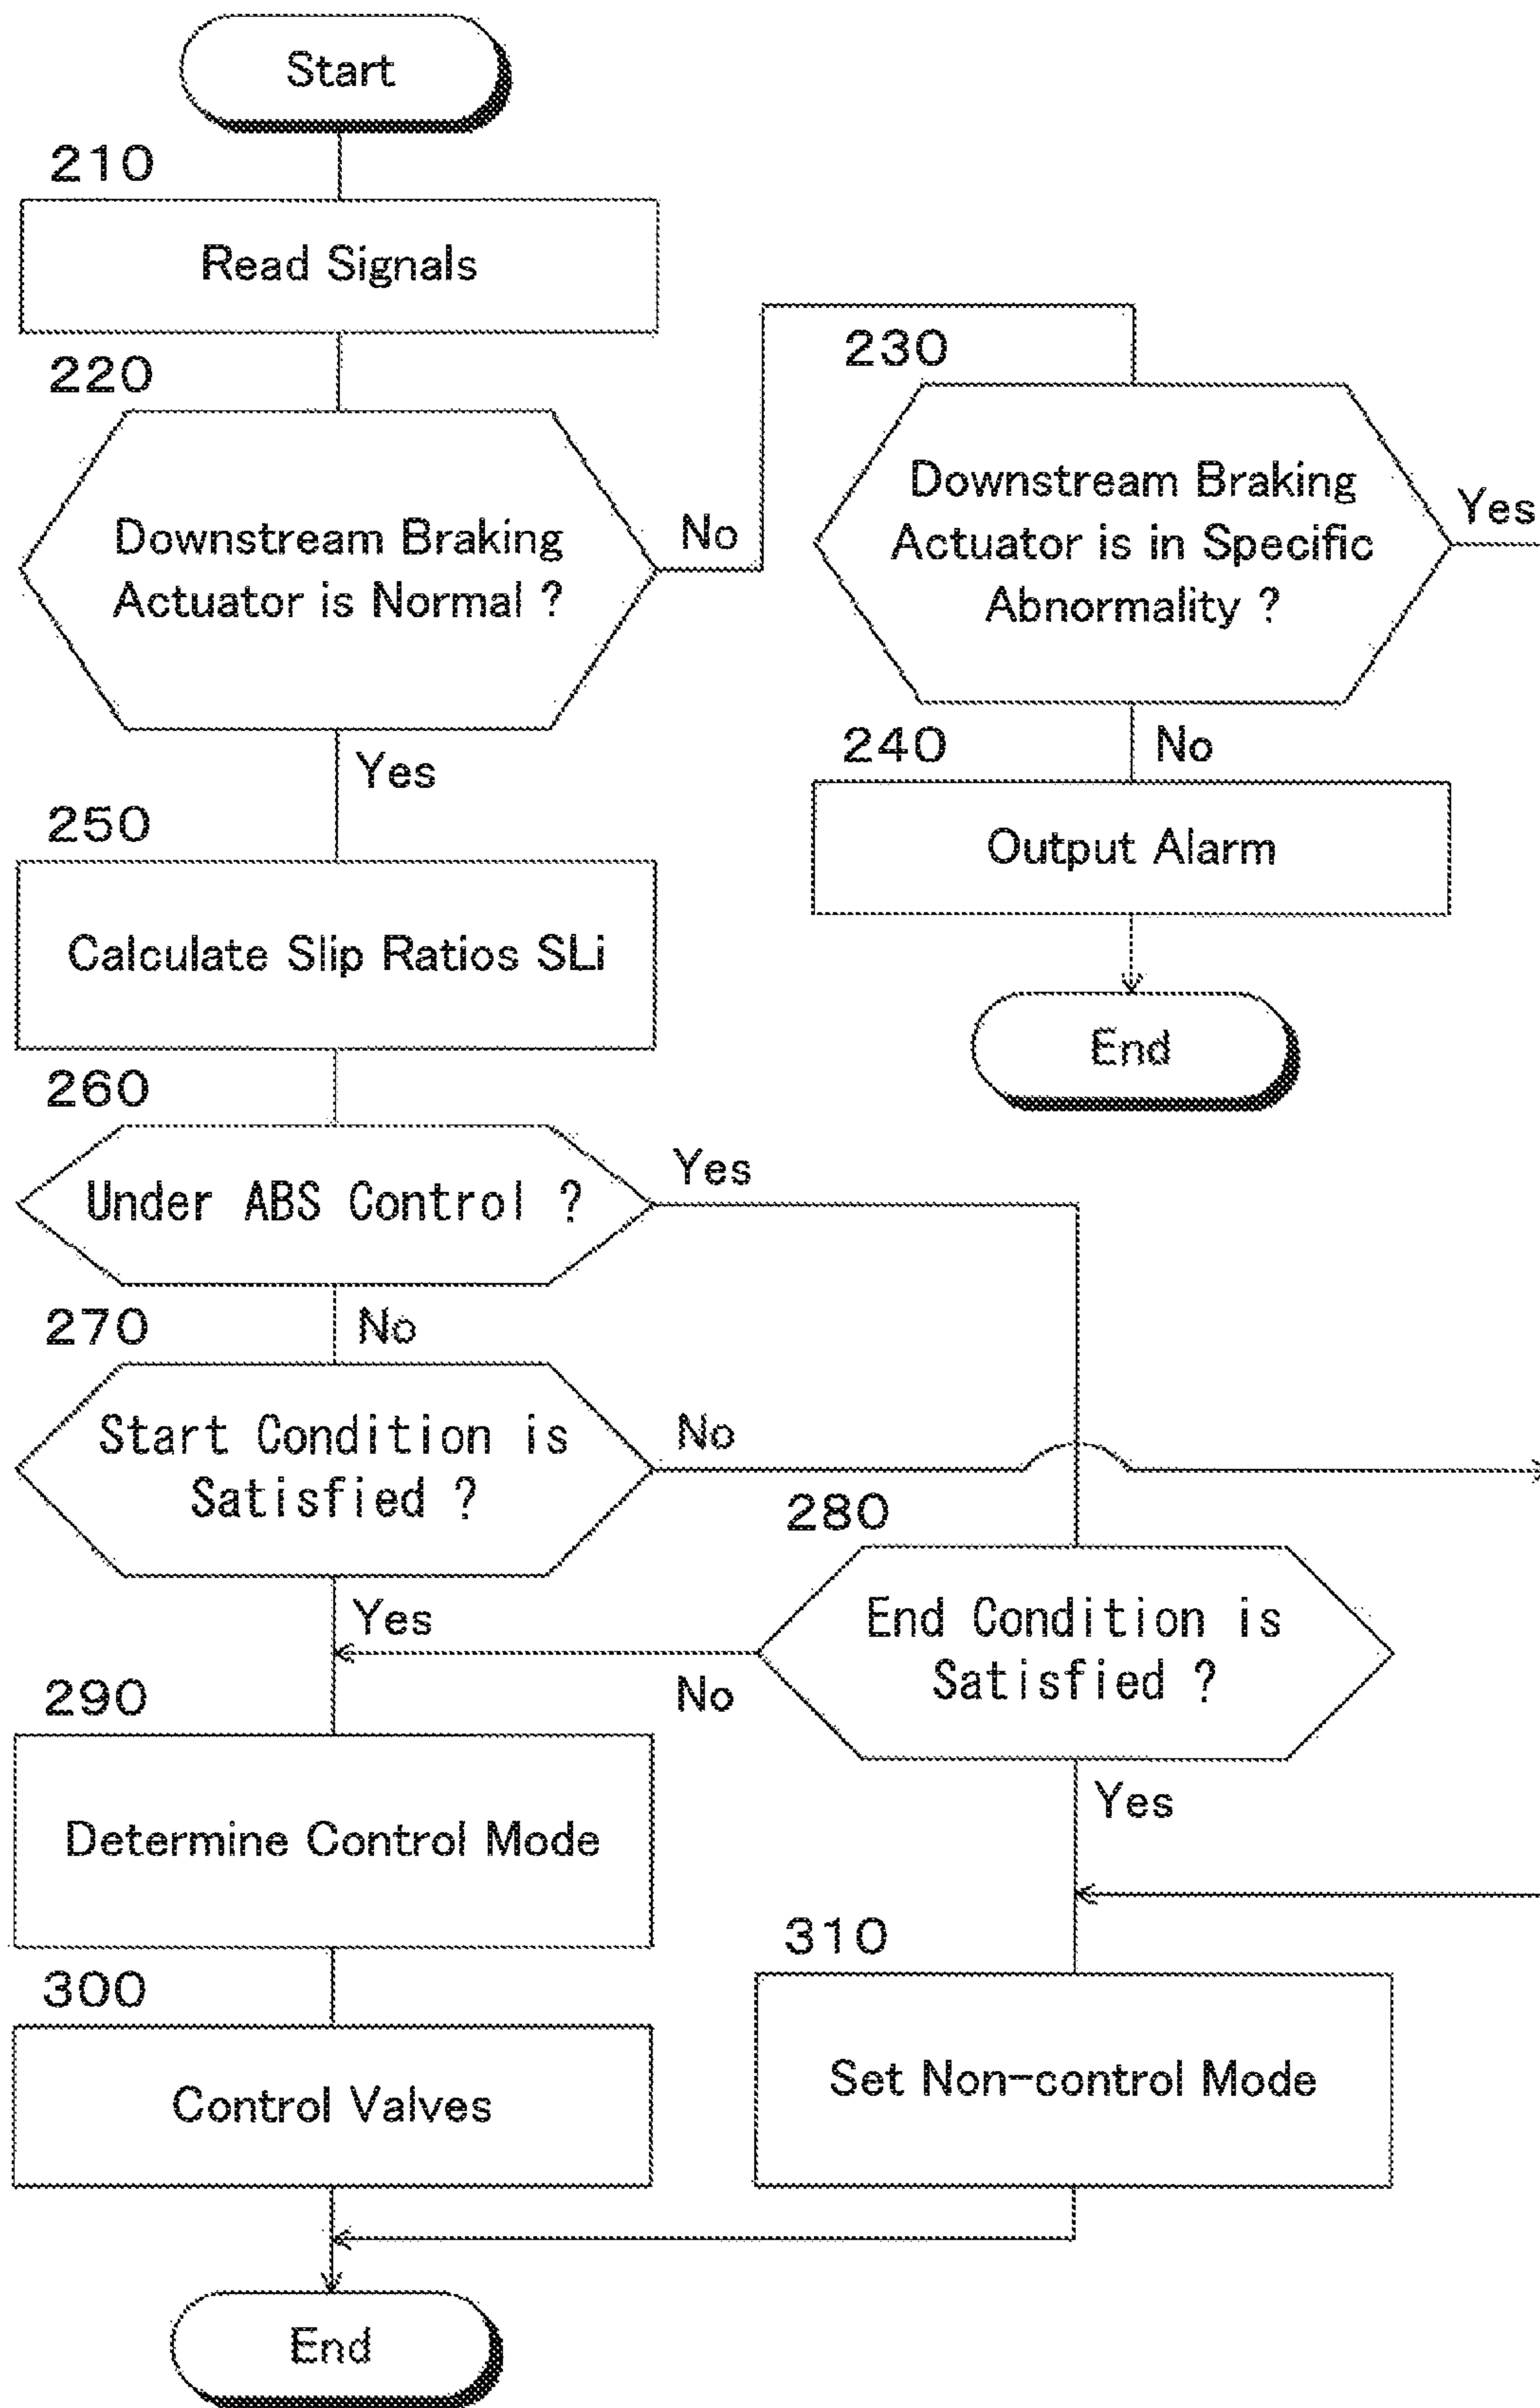 Start
210
Read Signals
220
Downstream Braking
Actuator is Normal ?
No
Yes
230
Downstream Braking
Actuator is in Specific
Abnormality ?
Yes
No
240
Output Alarm
End
250
Calculate Slip Ratios SLi
260
Under ABS Control ?
Yes
No
270
Start Condition is
Satisfied ?
No
Yes
280
End Condition is
Satisfied ?
No
Yes
290
Determine Control Mode
300
Control Valves
310
Set Non-control Mode
End